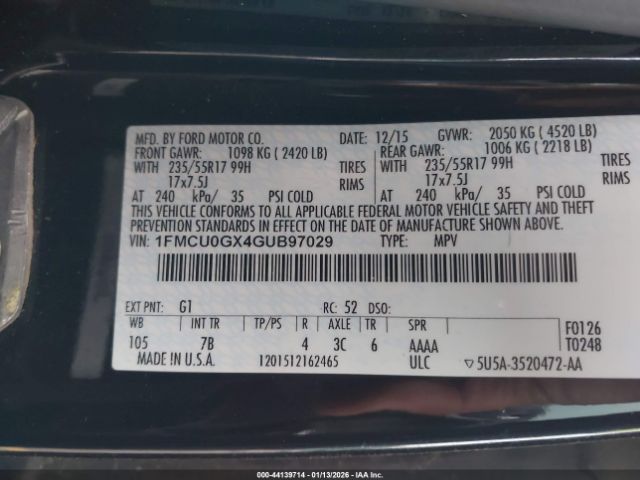 MFD. BY FORD MOTOR CO. DATE: 12/15 GVWR: 2050 KG ( 4520 LB)
FRONT GAWR: 1098 KG ( 2420 LB) REAR GAWR: 1006 KG ( 2218 LB)
WITH 235/55R17 99H TIRES WITH 235/55R17 99H TIRES
17x7.5J RIMS 17x7.5J RIMS
AT 240 kPa/ 35 PSI COLD AT 240 kPa/ 35 PSI COLD
THIS VEHICLE CONFORMS TO ALL APPLICABLE FEDERAL MOTOR VEHICLE SAFETY AND THEFT
PREVENTION STANDARDS IN EFFECT ON THE DATE OF MANUFACTURE SHOWN ABOVE.
VIN: 1FMCU0GX4GUB97029 TYPE: MPV
EXT PNT: G1 RC: 52 DSO:
WB INT TR TP/PS R AXLE TR SPR F0126
105 7B 4 3C 6 AAAA T0248
MADE IN U.S.A. 1201512162465 ULC ▽5U5A-3520472-AA
000-44139714 | 01/13/2026 | IAAI.COM